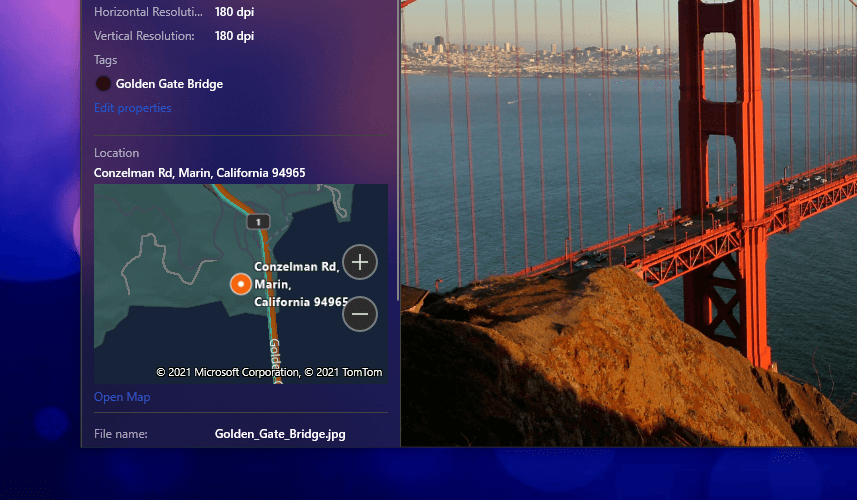 Horizontal Resoluti... 180 dpi
Vertical Resolution: 180 dpi
Tags
Golden Gate Bridge
Edit properties
Location
Conzelman Rd, Marin, California 94965
1
Conzelman Rd,
Marin,
California 94965
Golde
© 2021 Microsoft Corporation, © 2021 TomTom
Open Map
File name: Golden_Gate_Bridge.jpg